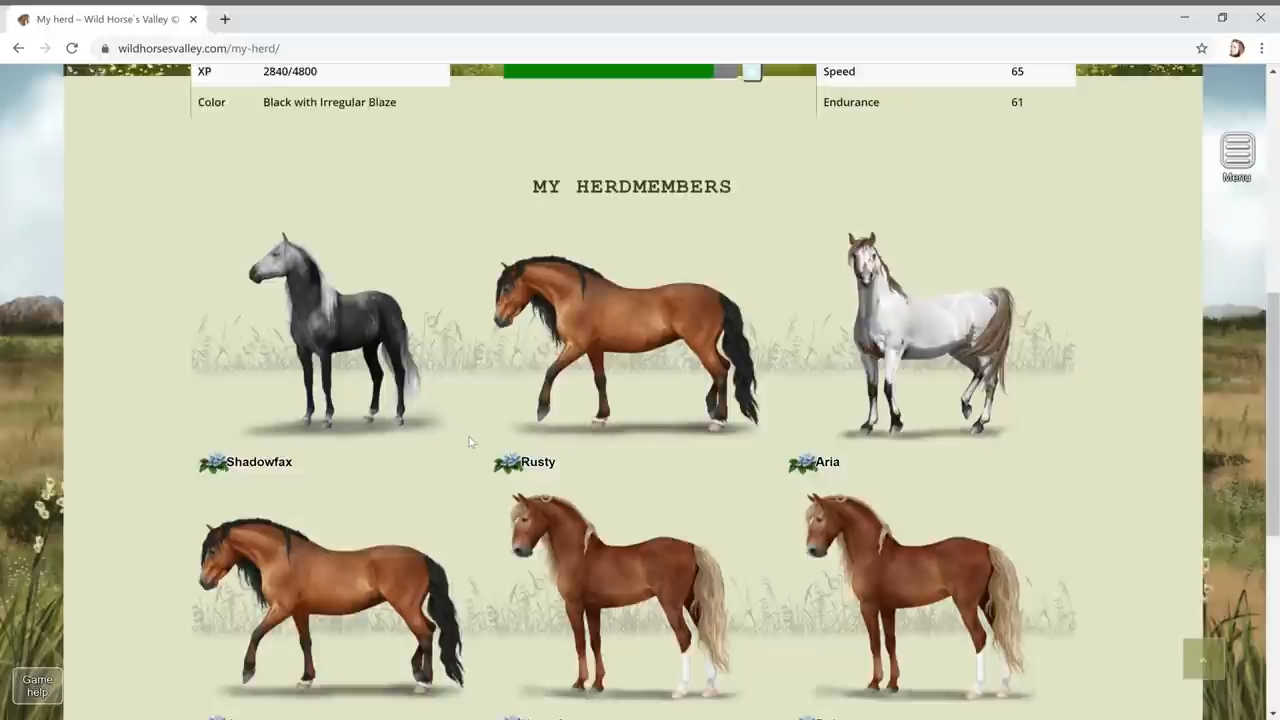 My herd – Wild Horse's Valley ©
wildhorsesvalley.com/my-herd/
XP 2840/4800
Speed 65
Color Black with Irregular Blaze
Endurance 61
Menu
MY HERDMEMBERS
Shadowfax
Rusty
Aria
Game
help